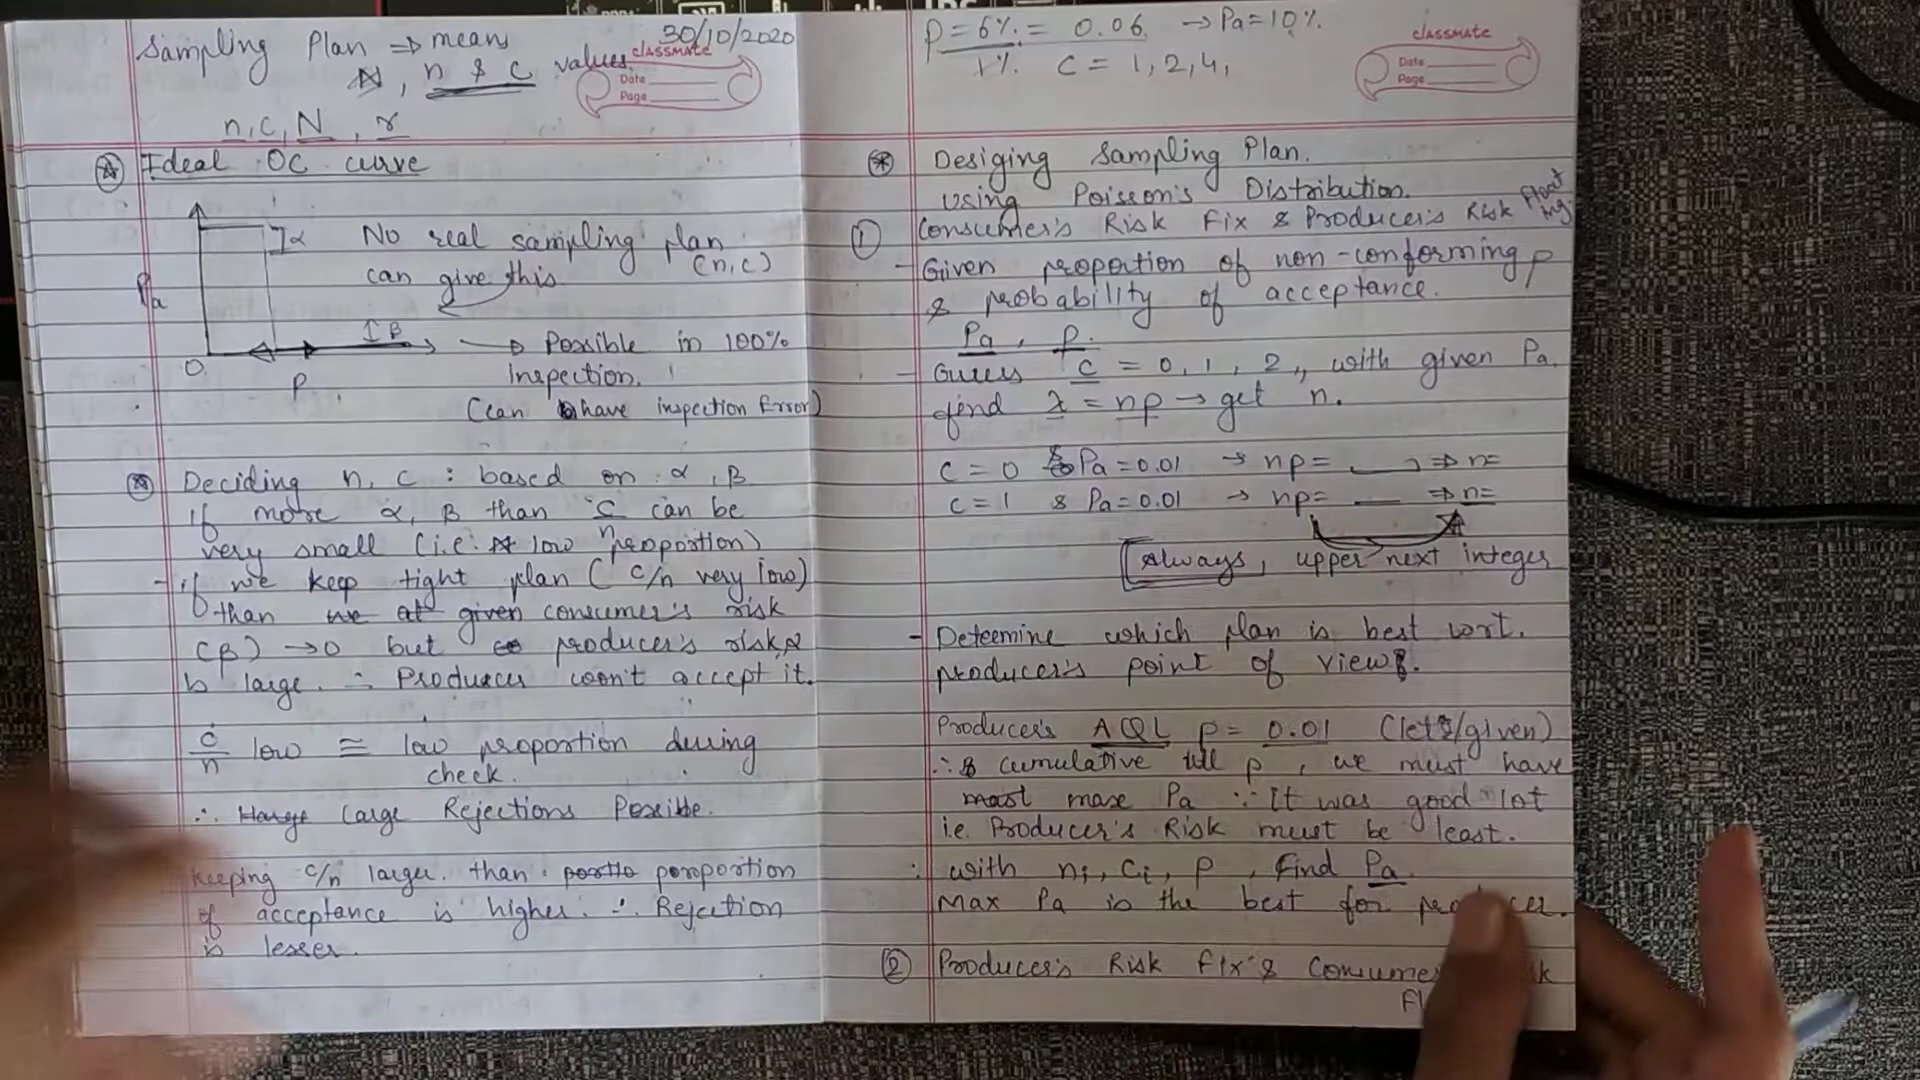 30/10/2020
Sampling Plan ⇒ means
N, n & C values.
n, c, N, r
classmate
Date
Page
Ideal OC curve
Pa
α
No real sampling plan
(n, c)
can give this
β
→ Possible in 100%
Inspection.
(can have inspection Error)
0
p
Deciding n, c : based on α, β
if more α, β than c can be
very small (i.e. low proportion)
n
- if we keep tight plan (c/n very low)
than we at given consumer's risk
(β) → 0 but producer's risk α
is large. ∴ Producer won't accept it.
c/n low ≅ low proportion during
check.
∴ Large Rejections Possible.
keeping c/n larger than poroportion
of acceptance is higher. ∴ Rejection
is lesser.
p = 6% = 0.06 → Pa = 10%
1% c = 1, 2, 4,
classmate
Date
Page
Desiging Sampling Plan.
using Poisson's Distribution.
① Consumer's Risk Fix & Producer's Risk Float
ing.
- Given proportion of non-conforming p
& probability of acceptance.
Pa, p.
- Guess c = 0, 1, 2,, with given Pa.
find λ = np → get n.
c = 0 & Pa = 0.01 → np = ⇒ n =
c = 1 & Pa = 0.01 → np = ⇒ n =
Always, upper next integer
- Deteemine which plan is best w.r.t.
producer's point of view.
Producer's AQL p = 0.01 (let's/given)
∴ cumulative till p, we must have
max Pa ∵ It was good lot
i.e. Producer's Risk must be least.
∴ with ni, ci, p, find Pa.
Max Pa is the best for
② Producer's Risk Fix & Consumer